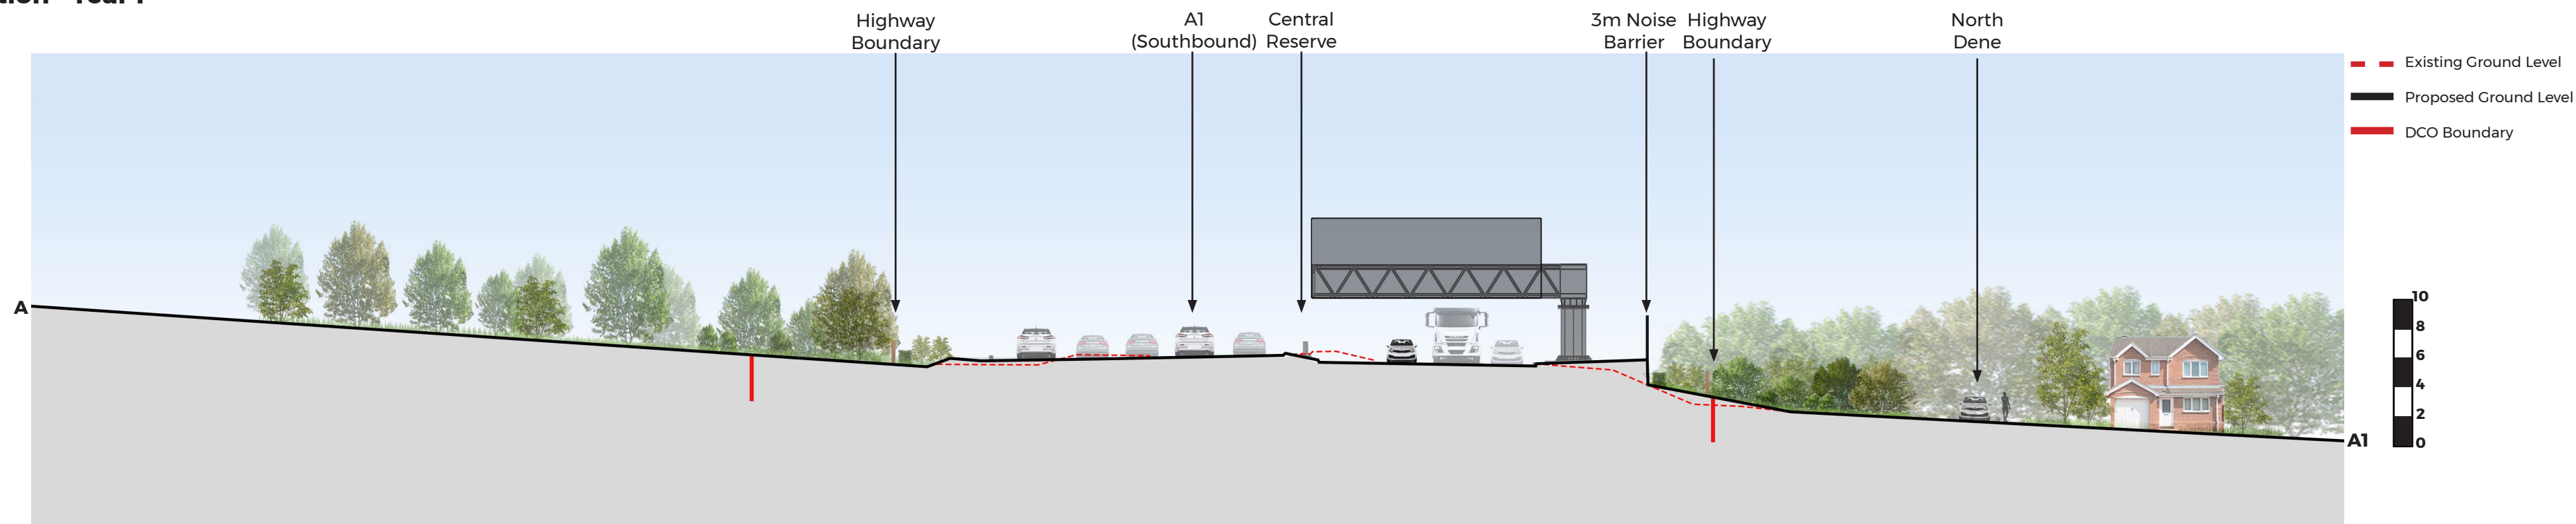 Highway
Boundary
A1
(Southbound)
Central
Reserve
3m Noise
Barrier
Highway
Boundary
North
Dene
Existing Ground Level
Proposed Ground Level
DCO Boundary
A
A1
10
8
6
4
2
0